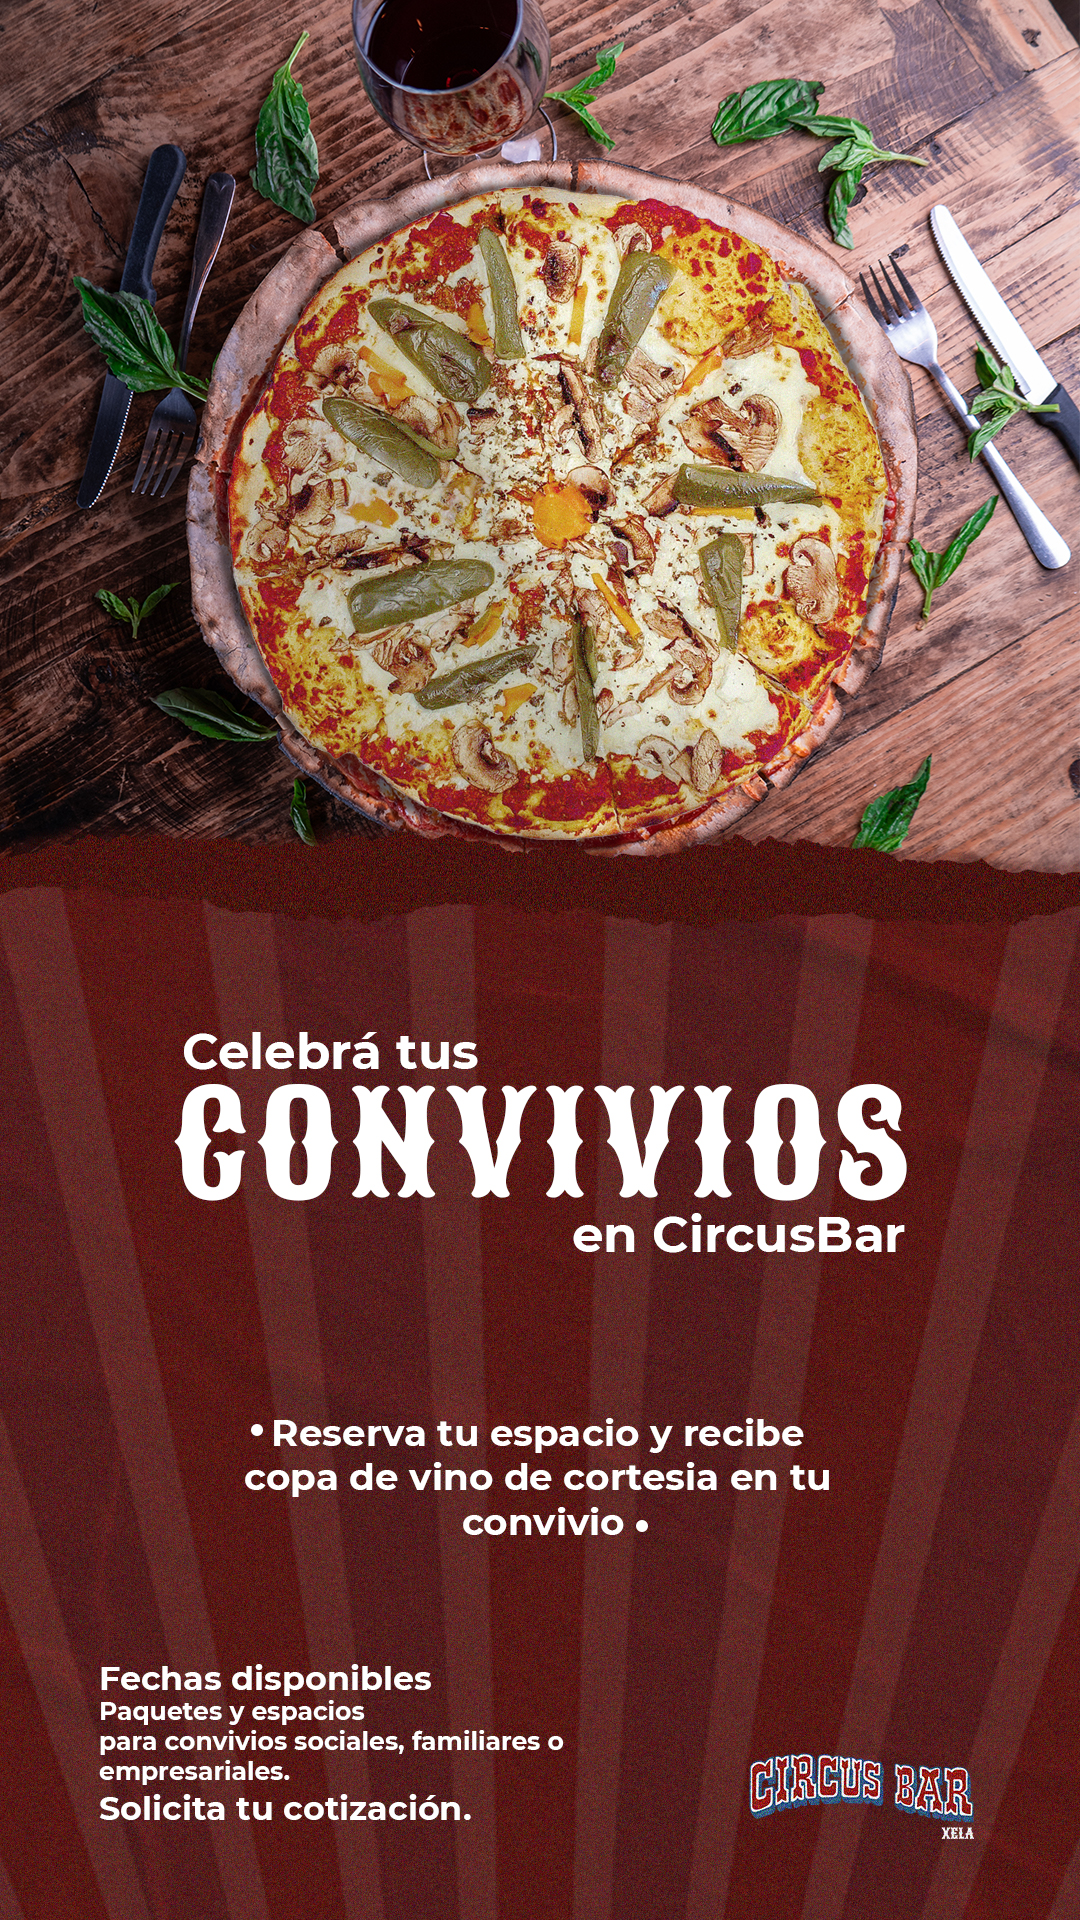 Celebrá tus
CONVIVIOS
en CircusBar
• Reserva tu espacio y recibe
copa de vino de cortesia en tu
convivio •
Fechas disponibles
Paquetes y espacios
para convivios sociales, familiares o
empresariales.
Solicita tu cotización.
CIRCUS BAR
XELA